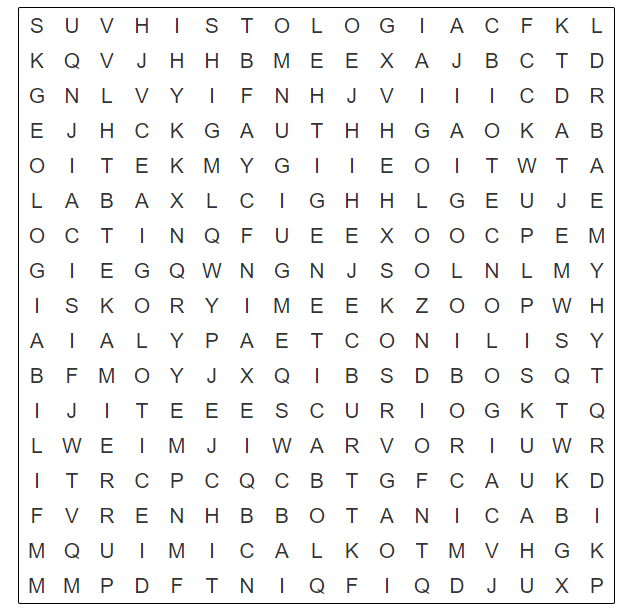 S U V H I S T O L O G I A C F K L
K Q V J H H B M E E X A J B C T D
G N L V Y I F N H J V I I I C D R
E J H C K G A U T H H G A O K A B
O I T E K M Y G I I E O I T W T A
L A B A X L C I G H H L G E U J E
O C T I N Q F U E E X O O C P E M
G I E G Q W N G N J S O L N L M Y
I S K O R Y I M E E K Z O O P W H
A I A L Y P A E T C O N I L I S Y
B F M O Y J X Q I B S D B O S Q T
I J I T E E E S C U R I O G K T Q
L W E I M J I W A R V O R I U W R
I T R C P C Q C B T G F C A U K D
F V R E N H B B O T A N I C A B I
M Q U I M I C A L K O T M V H G K
M M P D F T N I Q F I Q D J U X P